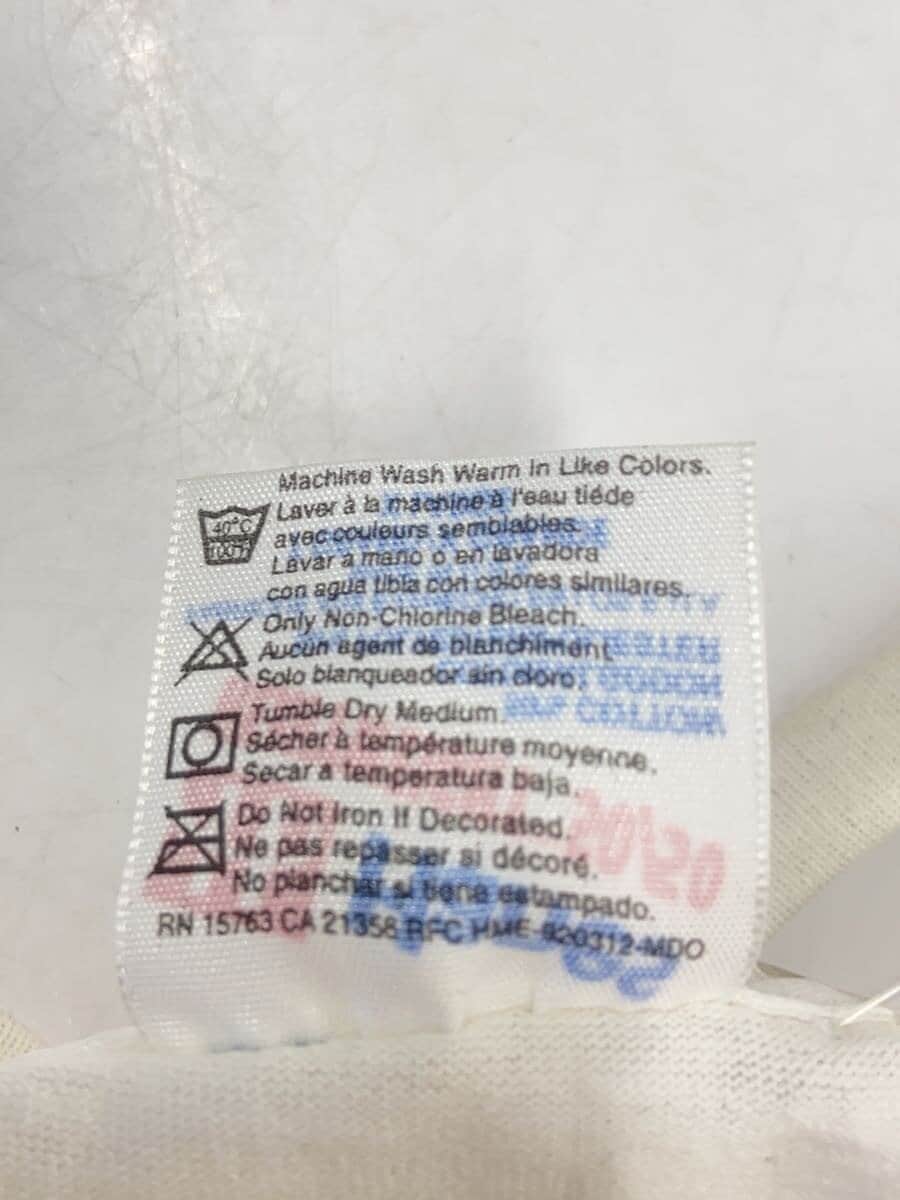 Machine Wash Warm in Like Colors.
Laver à la machine à l'eau tiéde
avec couleurs semblables.
Lavar a mano o en lavadora
con agua tibia con colores similares.
40°C
100°F
Only Non-Chlorine Bleach.
Aucún agent de blanchiment
Solo blanqueador sin cloro.
Tumble Dry Medium.
Sécher à température moyenne.
Secar a temperatura baja.
Do Not Iron If Decorated.
Ne pas repasser si décoré.
No planchar si tiene estampado.
RN 15763 CA 21358 RFC HME-920312-MDO